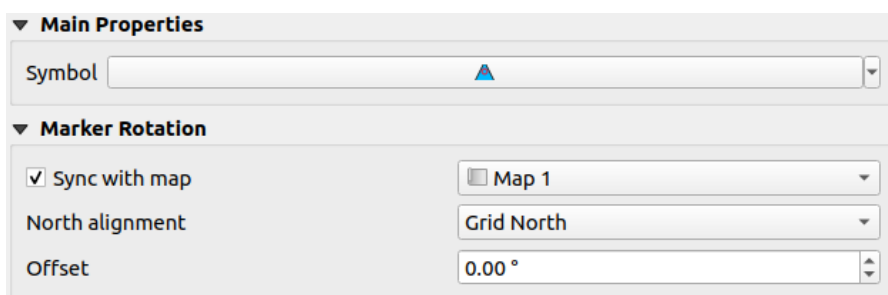 Main Properties
Symbol
Marker Rotation
Sync with map Map 1
North alignment Grid North
Offset 0.00 °